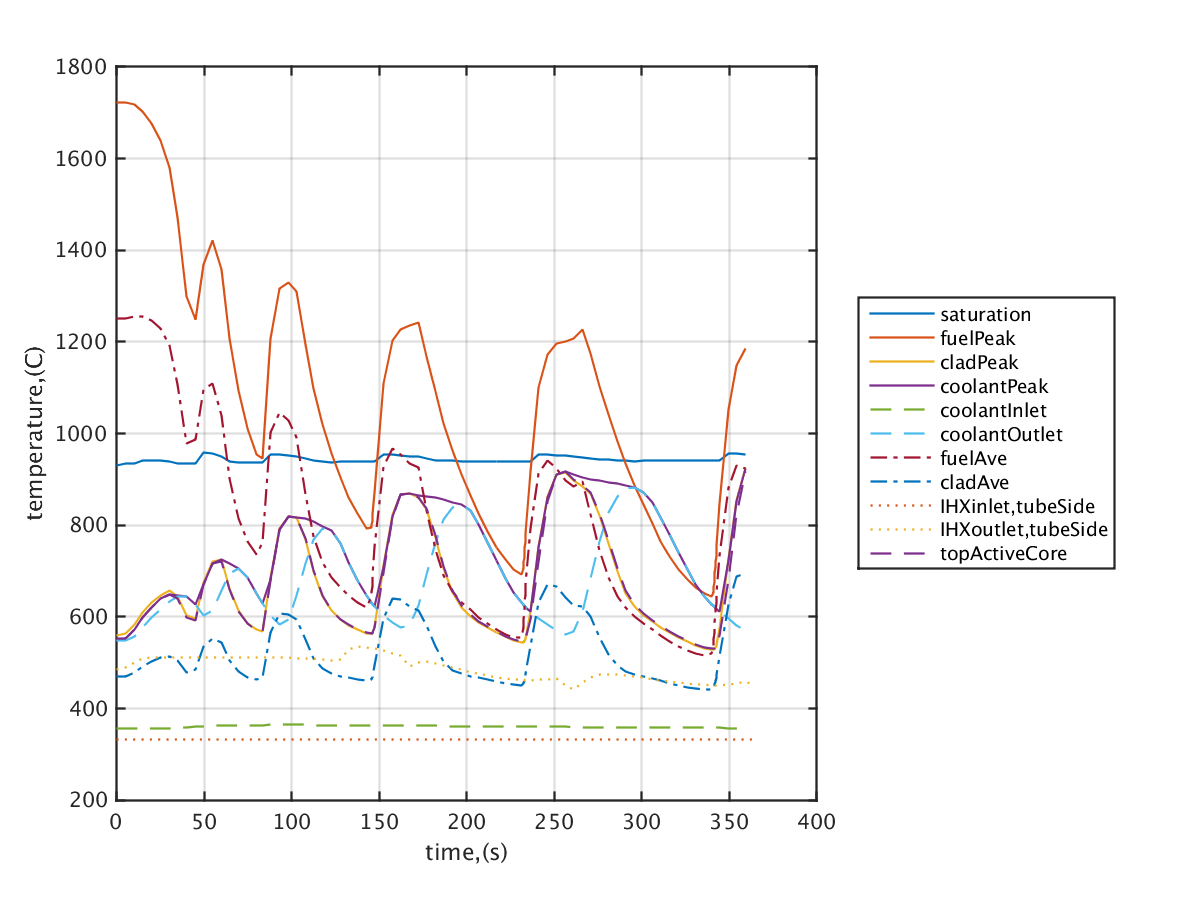 1800
1600
1400
1200
1000
800
600
400
200
temperature,(C)
0 50 100 150 200 250 300 350 400
time,(s)
saturation
fuelPeak
cladPeak
coolantPeak
coolantInlet
coolantOutlet
fuelAve
cladAve
IHXinlet,tubeSide
IHXoutlet,tubeSide
topActiveCore